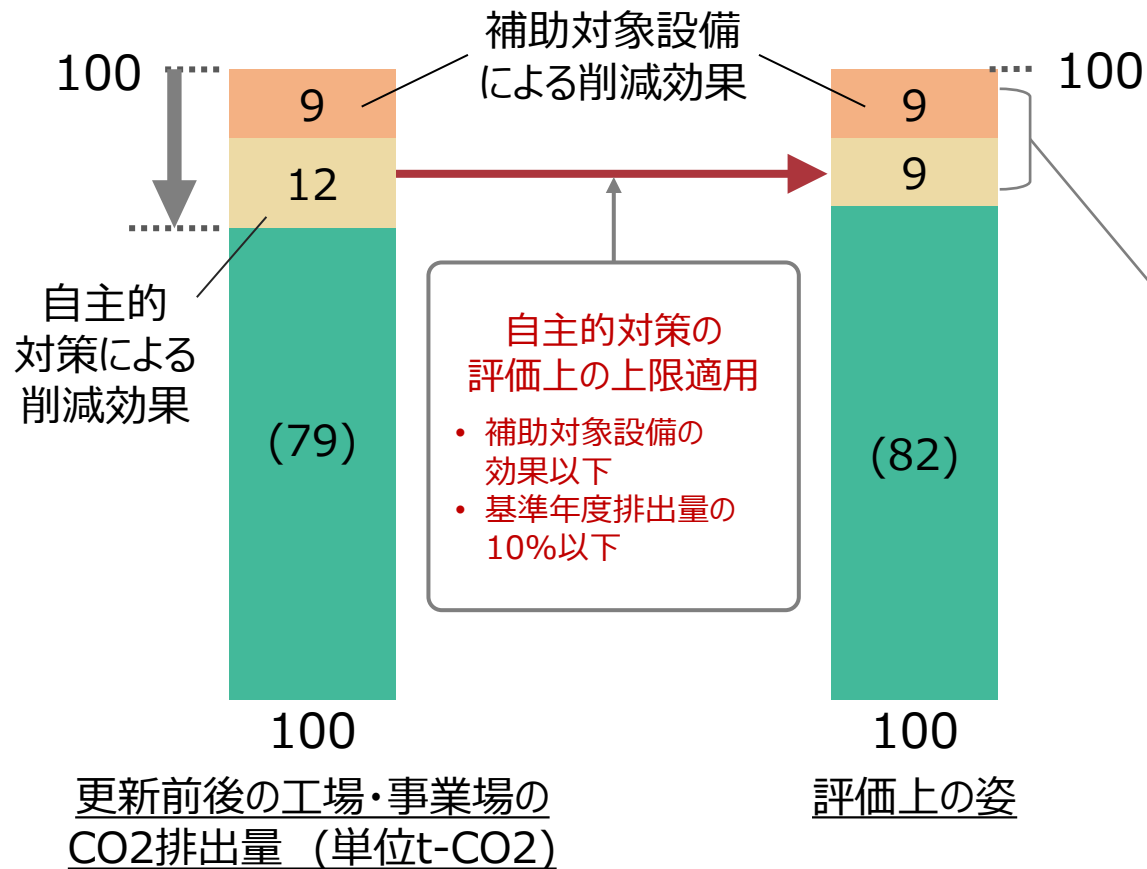 補助対象設備
による削減効果
100
9
12
(79)
自主的
対策による
削減効果
100
更新前後の工場・事業場の
CO2排出量 (単位t-CO2)
自主的対策の
評価上の上限適用
• 補助対象設備の
効果以下
• 基準年度排出量の
10%以下
100
9
9
(82)
100
評価上の姿